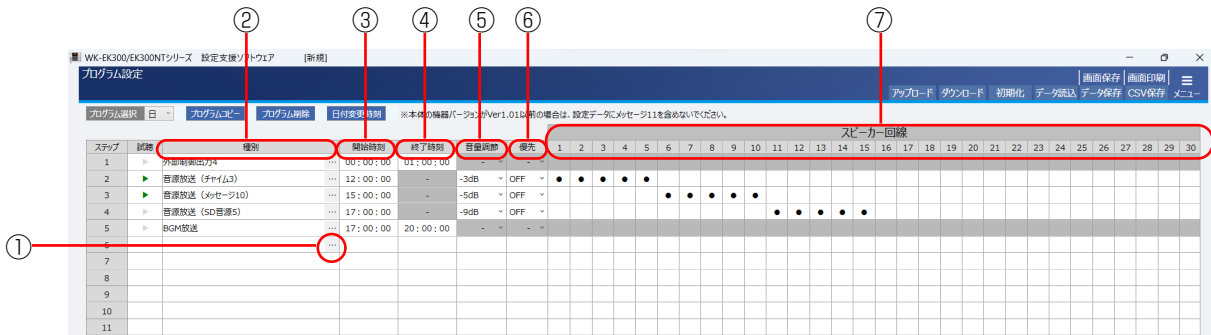 ② ③ ④ ⑤ ⑥ ⑦
WK-EK300/EK300NTシリーズ 設定支援ソフトウェア [新規]
プログラム設定
画面保存 画面印刷
アップロード ダウンロード 初期化 データ読込 データ保存 CSV保存 メニュー
プログラム選択 日 プログラムコピー プログラム削除 日付変更時刻 ※本体の機器バージョンがVer1.01以前の場合は、設定データにメッセージ11を含めないでください。
スピーカー回線
ステップ 試聴 種別 開始時刻 終了時刻 音量調節 優先 1 2 3 4 5 6 7 8 9 10 11 12 13 14 15 16 17 18 19 20 21 22 23 24 25 26 27 28 29 30
1 外部制御出力4 … 00:00:00 01:00:00 - -
2 音源放送 (チャイム3) … 12:00:00 - -3dB OFF ● ● ● ● ●
3 音源放送 (メッセージ10) … 15:00:00 - -5dB OFF ● ● ● ● ●
4 音源放送 (SD音源5) … 17:00:00 - -9dB OFF ● ● ● ● ●
5 BGM放送 … 17:00:00 20:00:00 - -
① 6 …
7
8
9
10
11